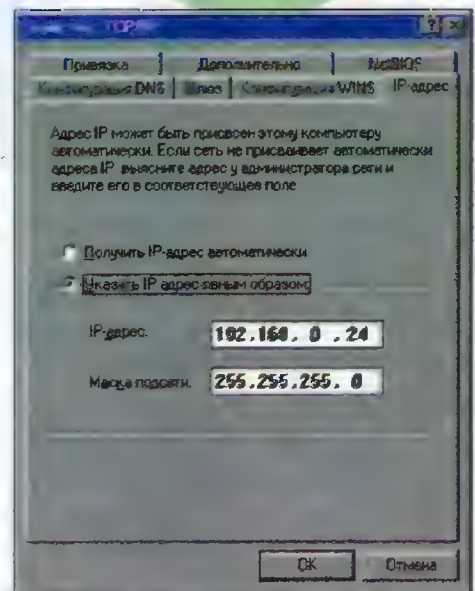 TCP
? ×
Привязка Дополнительно NetBIOS
Конфигурация DNS Шлюз Конфигурация WINS IP-адрес
Адрес IP может быть присвоен этому компьютеру
автоматически. Если сеть не присваивает автоматически
адреса IP, выясните адрес у администратора сети и
введите его в соответствующее поле
Получить IP-адрес автоматически
Указать IP адрес явным образом:
IP-адрес:
192.168. 0 .24
Маска подсети:
255.255.255. 0
OK Отмена